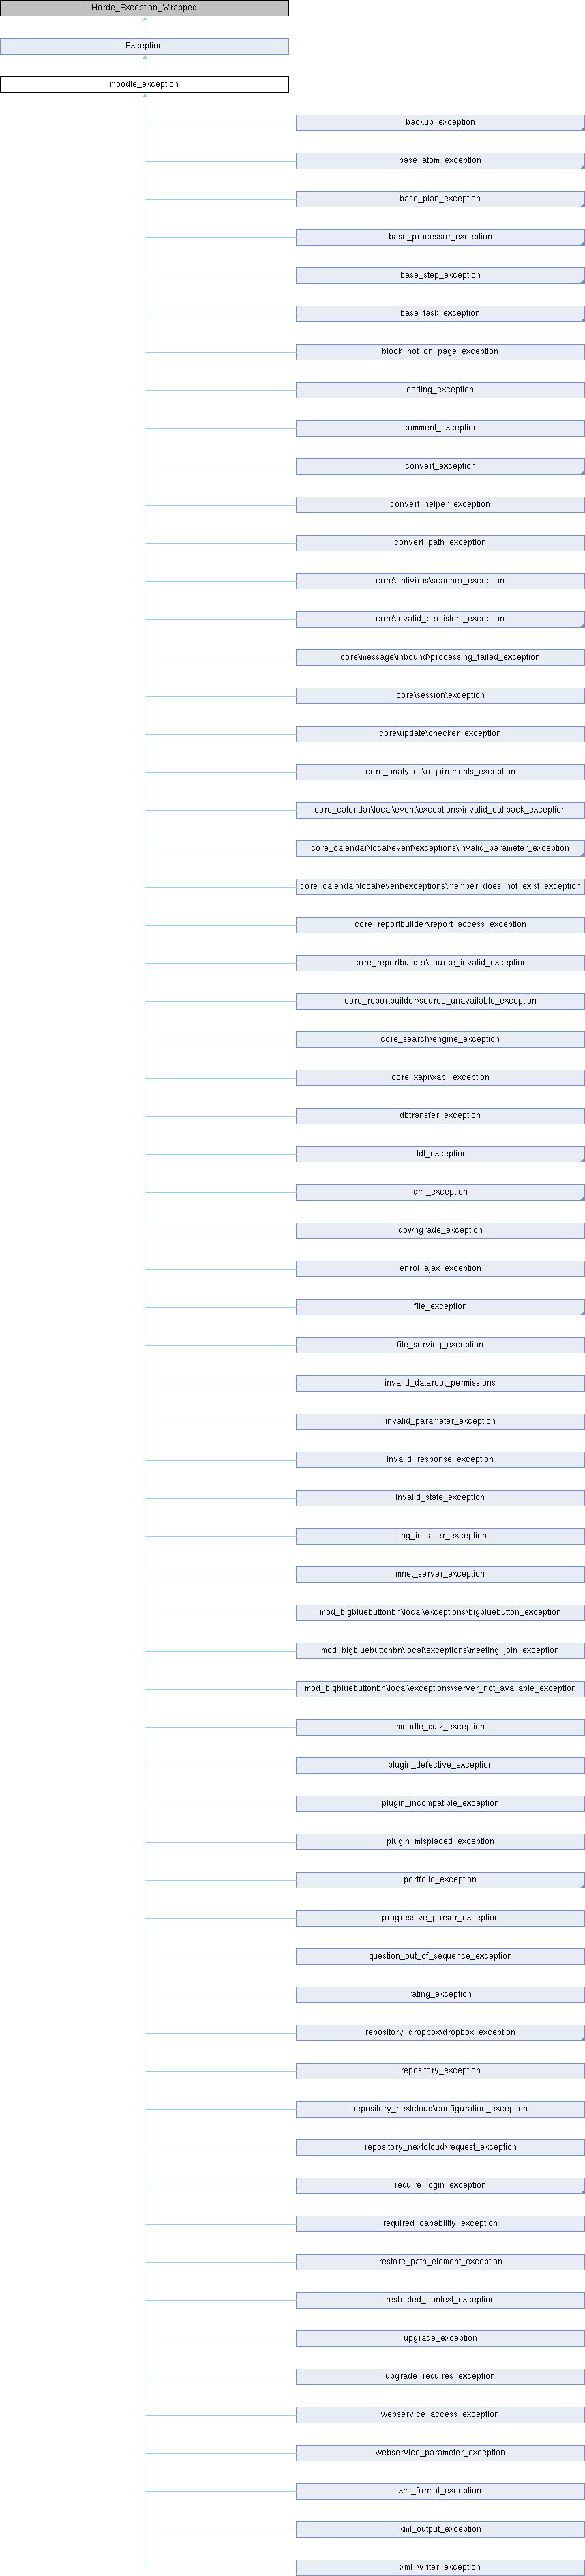 Horde_Exception_Wrapped
Exception
moodle_exception
backup_exception
base_atom_exception
base_plan_exception
base_processor_exception
base_step_exception
base_task_exception
block_not_on_page_exception
coding_exception
comment_exception
convert_exception
convert_helper_exception
convert_path_exception
core\antivirus\scanner_exception
core\invalid_persistent_exception
core\message\inbound\processing_failed_exception
core\session\exception
core\update\checker_exception
core_analytics\requirements_exception
core_calendar\local\event\exceptions\invalid_callback_exception
core_calendar\local\event\exceptions\invalid_parameter_exception
core_calendar\local\event\exceptions\member_does_not_exist_exception
core_reportbuilder\report_access_exception
core_reportbuilder\source_invalid_exception
core_reportbuilder\source_unavailable_exception
core_search\engine_exception
core_xapi\xapi_exception
dbtransfer_exception
ddl_exception
dml_exception
downgrade_exception
enrol_ajax_exception
file_exception
file_serving_exception
invalid_dataroot_permissions
invalid_parameter_exception
invalid_response_exception
invalid_state_exception
lang_installer_exception
mnet_server_exception
mod_bigbluebuttonbn\local\exceptions\bigbluebutton_exception
mod_bigbluebuttonbn\local\exceptions\meeting_join_exception
mod_bigbluebuttonbn\local\exceptions\server_not_available_exception
moodle_quiz_exception
plugin_defective_exception
plugin_incompatible_exception
plugin_misplaced_exception
portfolio_exception
progressive_parser_exception
question_out_of_sequence_exception
rating_exception
repository_dropbox\dropbox_exception
repository_exception
repository_nextcloud\configuration_exception
repository_nextcloud\request_exception
require_login_exception
required_capability_exception
restore_path_element_exception
restricted_context_exception
upgrade_exception
upgrade_requires_exception
webservice_access_exception
webservice_parameter_exception
xml_format_exception
xml_output_exception
xml_writer_exception